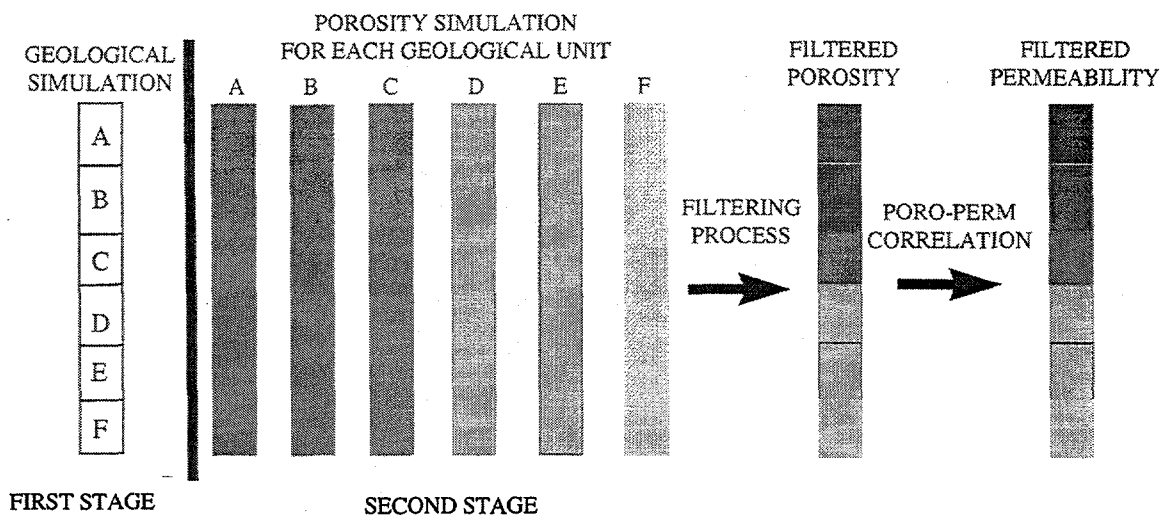 POROSITY SIMULATION
FOR EACH GEOLOGICAL UNIT
GEOLOGICAL
SIMULATION
FILTERED
POROSITY
FILTERED
PERMEABILITY
A B C D E F
A
B
C
D
E
F
FILTERING
PROCESS
PORO-PERM
CORRELATION
FIRST STAGE
SECOND STAGE